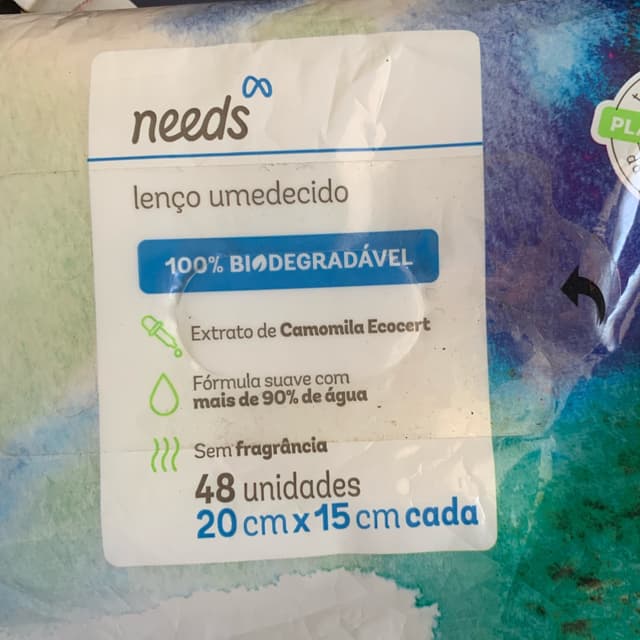 needs
lenço umedecido
100% BIODEGRADÁVEL
Extrato de Camomila Ecocert
Fórmula suave com
mais de 90% de água
Sem fragrância
48 unidades
20 cm x 15 cm cada